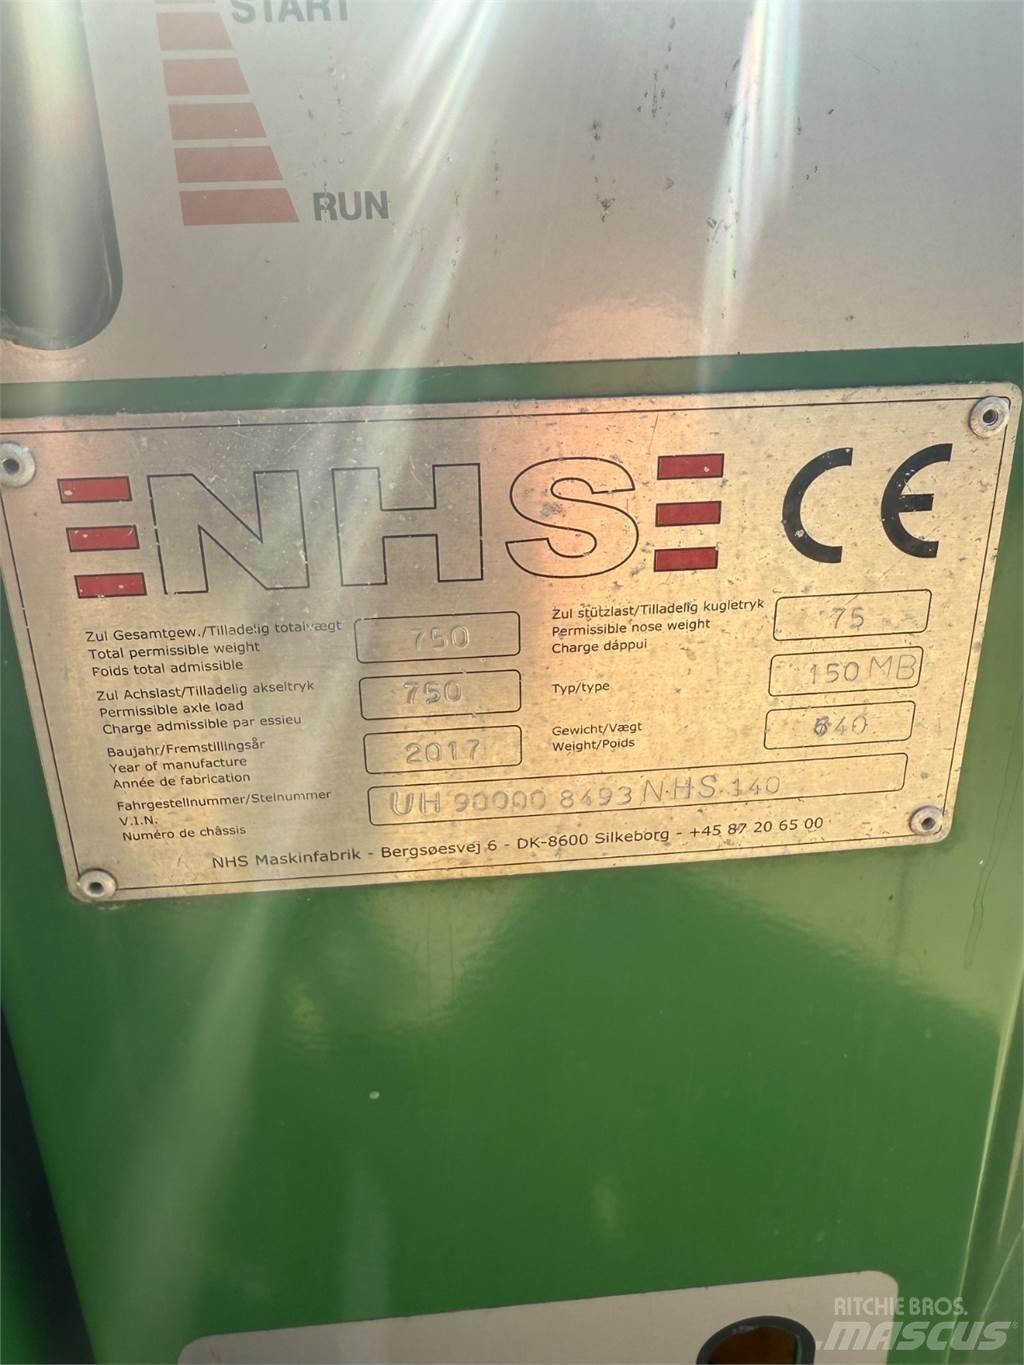 START
RUN
NHS CE
Zul Gesamtgew./Tilladelig totalvægt
Total permissible weight
Foids total admissible
750
Zul stützlast/Tilladelig kugletryk
Permissible nose weight
Charge dáppui
75
Zul Achslast/Tilladelig akseltryk
Permissible axle load
Charge admissible par essieu
750
Typ/type
150 MB
Baujahr/Fremstillingsår
Year of manufacture
Année de fabrication
2017
Gewicht/Vægt
Weight/Poids
640
Fahrgestellnummer/Stelnummer
V.I.N.
Numéro de châssis
UH 90000 8493 NHS 140
NHS Maskinfabrik - Bergsøesvej 6 - DK-8600 Silkeborg - +45 87 20 65 00
RITCHIE BROS.
MASCUS